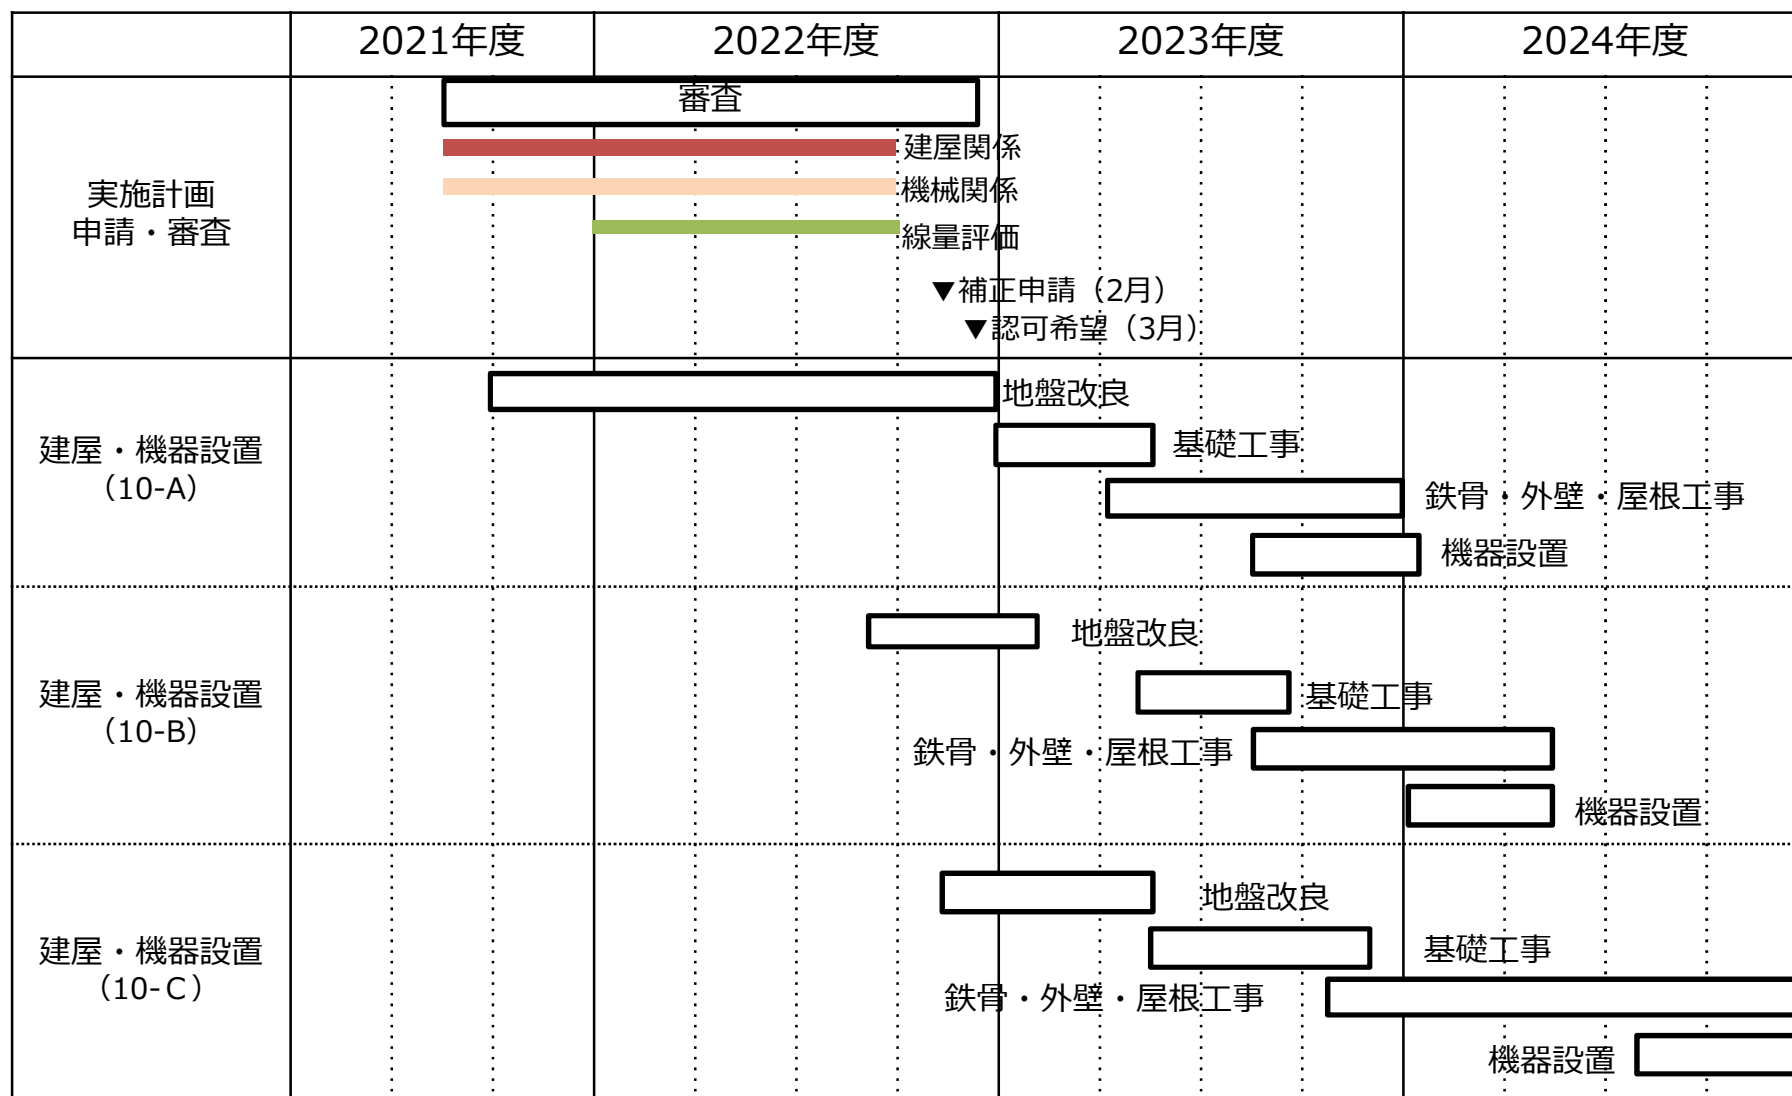 2021年度
2022年度
2023年度
2024年度
実施計画
申請・審査
審査
建屋関係
機械関係
線量評価
▼補正申請（2月）
▼認可希望（3月）
建屋・機器設置
（10-A）
地盤改良
基礎工事
鉄骨・外壁・屋根工事
機器設置
建屋・機器設置
（10-B）
地盤改良
基礎工事
鉄骨・外壁・屋根工事
機器設置
建屋・機器設置
（10-Ｃ）
地盤改良
基礎工事
鉄骨・外壁・屋根工事
機器設置